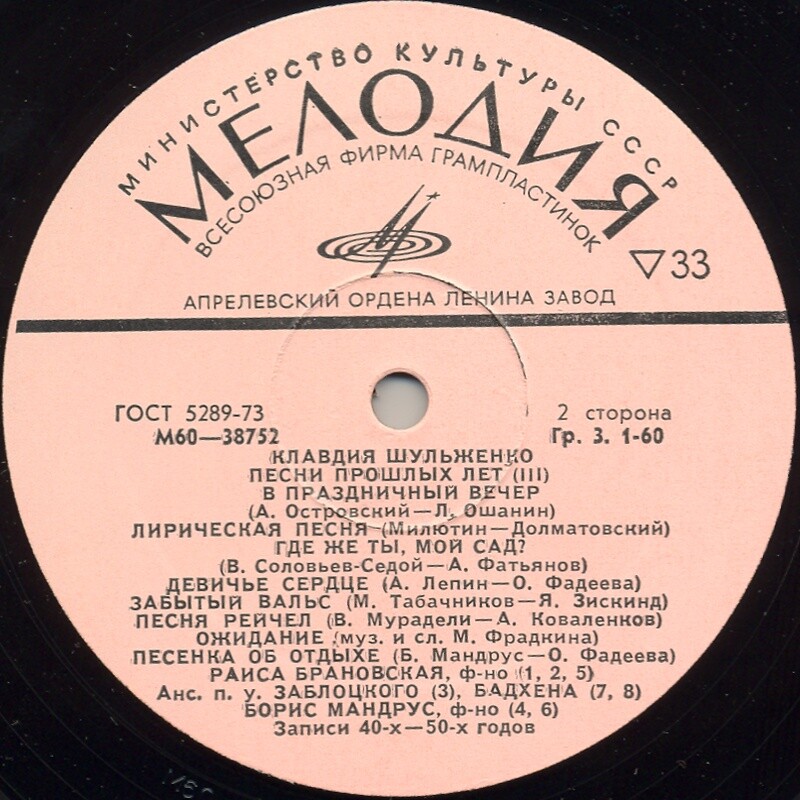 МИНИСТЕРСТВО КУЛЬТУРЫ СССР
МЕЛОДИЯ
ВСЕСОЮЗНАЯ ФИРМА ГРАМПЛАСТИНОК
▽33
АПРЕЛЕВСКИЙ ОРДЕНА ЛЕНИНА ЗАВОД
ГОСТ 5289-73
2 сторона
М60—38752
Гр. 3. 1-60
КЛАВДИЯ ШУЛЬЖЕНКО
ПЕСНИ ПРОШЛЫХ ЛЕТ (III)
В ПРАЗДНИЧНЫЙ ВЕЧЕР
(А. Островский—Л. Ошанин)
ЛИРИЧЕСКАЯ ПЕСНЯ (Милютин—Долматовский)
ГДЕ ЖЕ ТЫ, МОЙ САД?
(В. Соловьев-Седой—А. Фатьянов)
ДЕВИЧЬЕ СЕРДЦЕ (А. Лепин—О. Фадеева)
ЗАБЫТЫЙ ВАЛЬС (М. Табачников—Я. Зискинд)
ПЕСНЯ РЕЙЧЕЛ (В. Мурадели—А. Коваленков)
ОЖИДАНИЕ (муз. и сл. М. Фрадкина)
ПЕСЕНКА ОБ ОТДЫХЕ (Б. Мандрус—О. Фадеева)
РАИСА БРАНОВСКАЯ, ф-но (1, 2, 5)
Анс. п. у. ЗАБЛОЦКОГО (3), БАДХЕНА (7, 8)
БОРИС МАНДРУС, ф-но (4, 6)
Записи 40-х—50-х годов